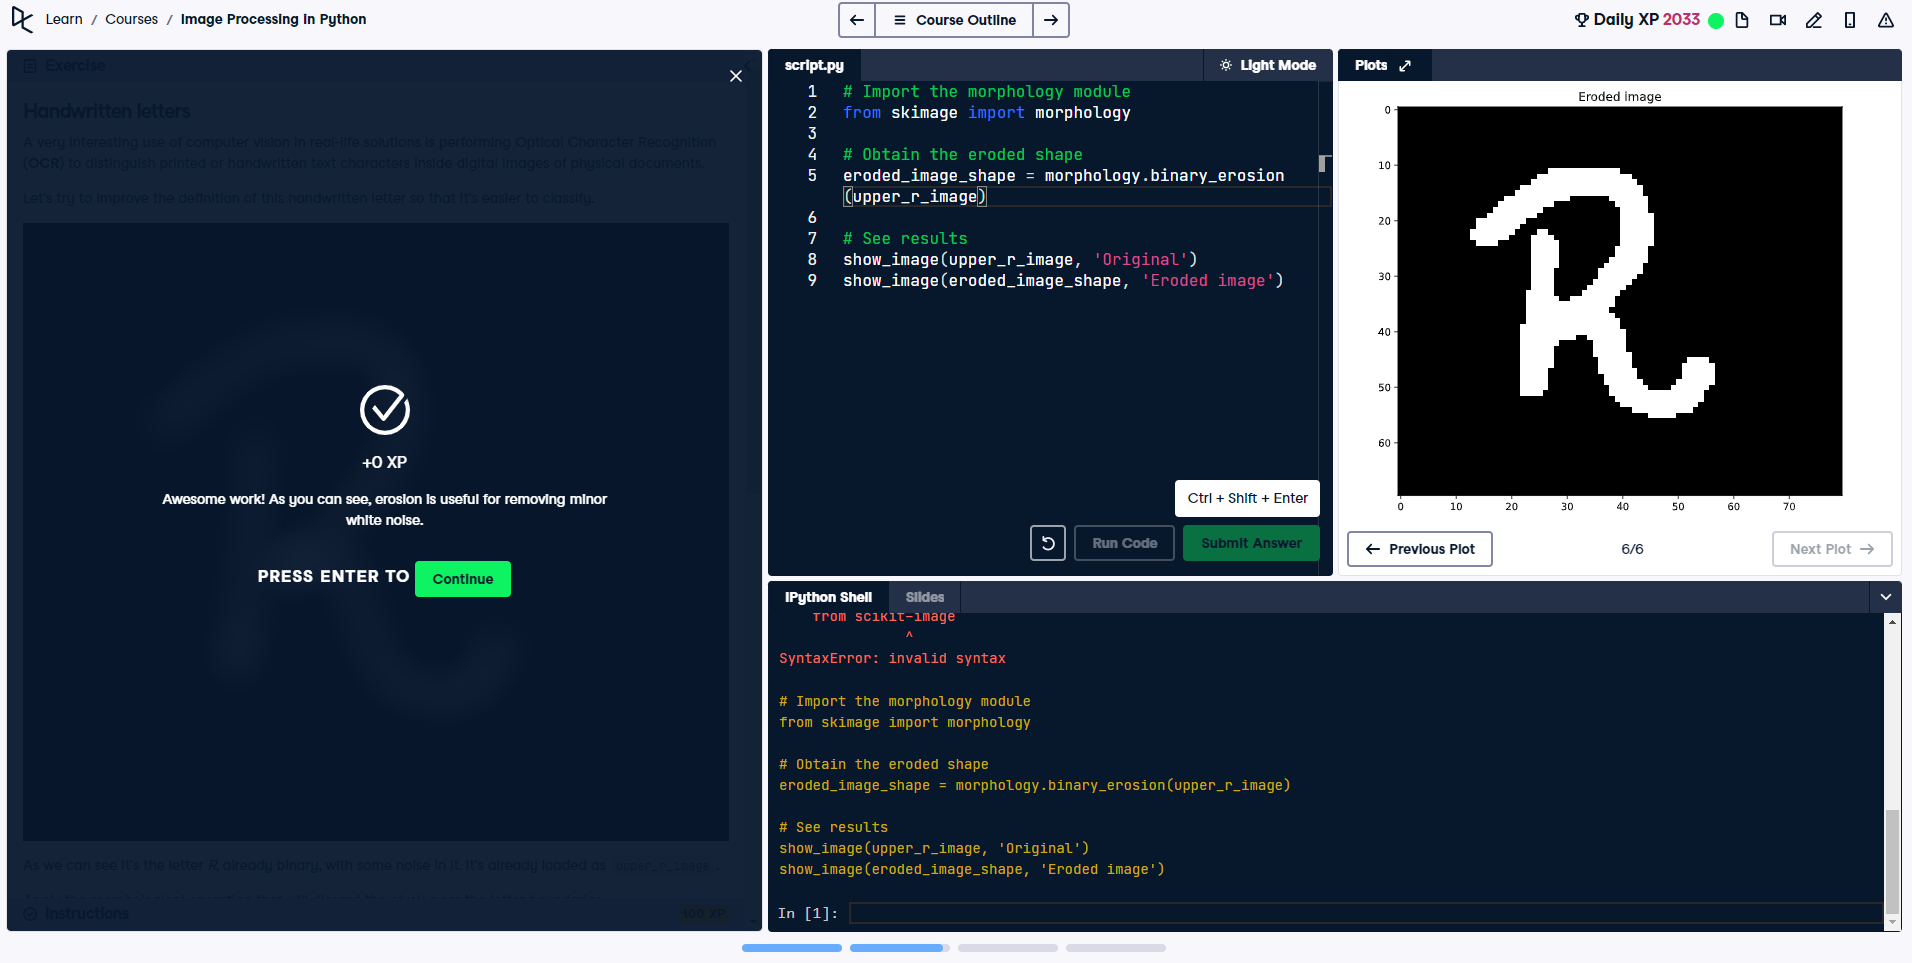 Learn / Courses / Image Processing in Python
Course Outline
Daily XP 2033
Exercise
Handwritten letters
A very interesting use of computer vision in real-life solutions is performing Optical Character Recognition
(OCR) to distinguish printed or handwritten text characters inside digital images of physical documents.
Let's try to improve the definition of this handwritten letter so that it's easier to classify.
+0 XP
Awesome work! As you can see, erosion is useful for removing minor
white noise.
PRESS ENTER TO Continue
As we can see it's the letter R, already binary, with some noise in it. It's already loaded as upper_r_image.
Instructions
100 XP
script.py
Light Mode
1 # Import the morphology module
2 from skimage import morphology
3
4 # Obtain the eroded shape
5 eroded_image_shape = morphology.binary_erosion
(upper_r_image)
6
7 # See results
8 show_image(upper_r_image, 'Original')
9 show_image(eroded_image_shape, 'Eroded image')
Ctrl + Shift + Enter
Run Code
Submit Answer
Plots
Eroded image
0
10
20
30
40
50
60
0 10 20 30 40 50 60 70
Previous Plot
6/6
Next Plot
IPython Shell
Slides
from scikit-image
^
SyntaxError: invalid syntax
# Import the morphology module
from skimage import morphology
# Obtain the eroded shape
eroded_image_shape = morphology.binary_erosion(upper_r_image)
# See results
show_image(upper_r_image, 'Original')
show_image(eroded_image_shape, 'Eroded image')
In [1]: